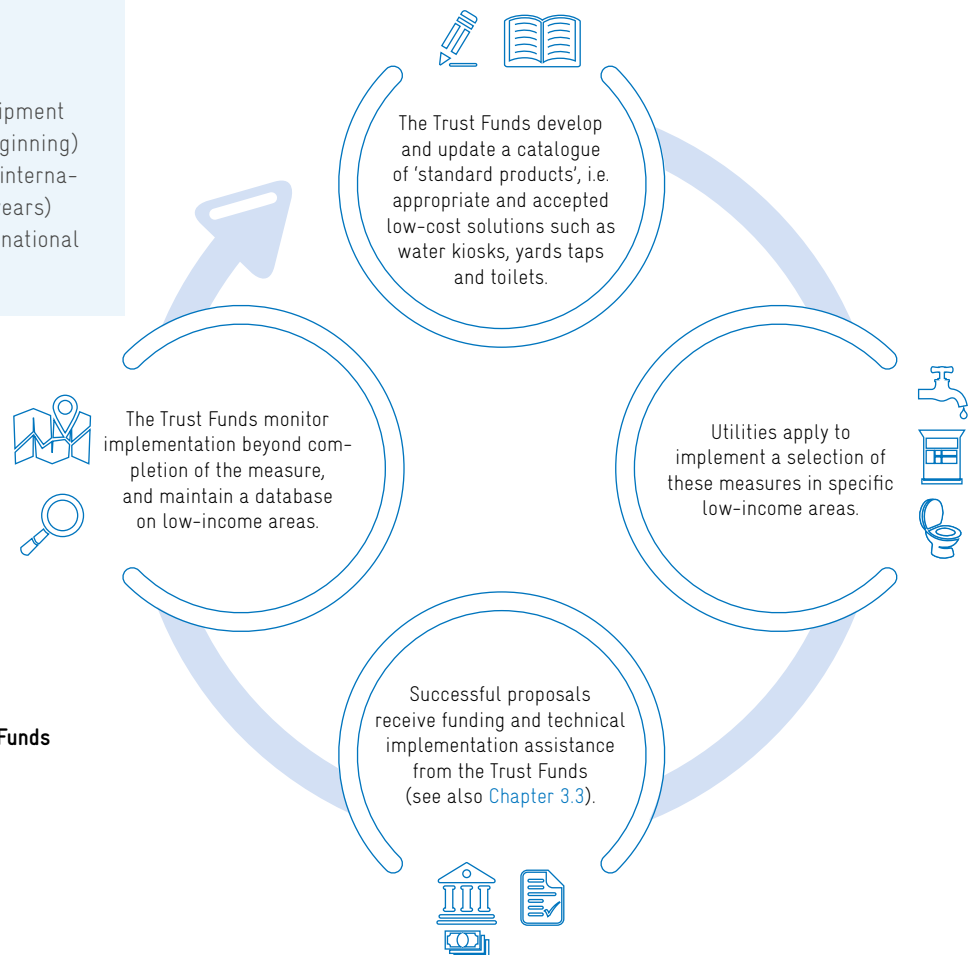 ipment
ginning)
interna-
ears)
national
The Trust Funds develop
and update a catalogue
of ‘standard products’, i.e.
appropriate and accepted
low-cost solutions such as
water kiosks, yards taps
and toilets.
Utilities apply to
implement a selection of
these measures in specific
low-income areas.
Successful proposals
receive funding and technical
implementation assistance
from the Trust Funds
(see also Chapter 3.3).
The Trust Funds monitor
implementation beyond com-
pletion of the measure,
and maintain a database
on low-income areas.
Funds